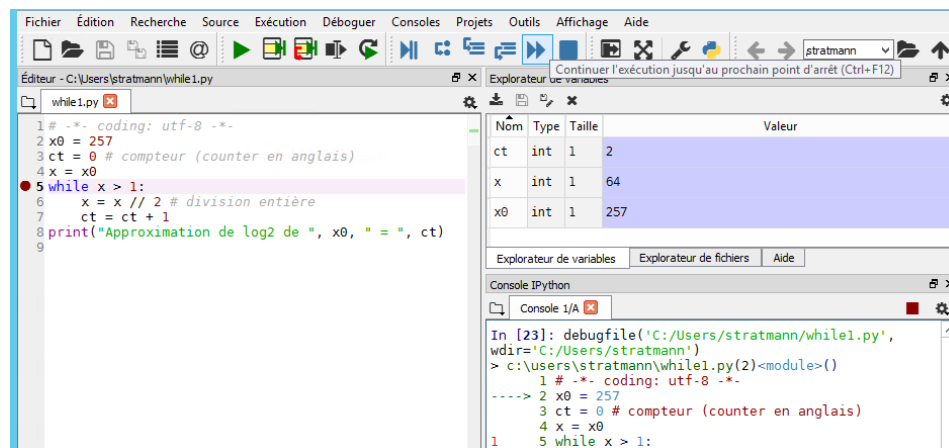 Fichier Édition Recherche Source Exécution Déboguer Consoles Projets Outils Affichage Aide
stratmann
Continuer l'exécution jusqu'au prochain point d'arrêt (Ctrl+F12)
Éditeur - C:\Users\stratmann\while1.py
while1.py
1 # -*- coding: utf-8 -*-
2 x0 = 257
3 ct = 0 # compteur (counter en anglais)
4 x = x0
5 while x > 1:
6     x = x // 2 # division entière
7     ct = ct + 1
8 print("Approximation de log2 de ", x0, " = ", ct)
9
Explorateur de variables
Nom Type Taille Valeur
ct int 1 2
x int 1 64
x0 int 1 257
Explorateur de variables Explorateur de fichiers Aide
Console IPython
Console 1/A
In [23]: debugfile('C:/Users/stratmann/while1.py',
wdir='C:/Users/stratmann')
> c:\users\stratmann\while1.py(2)<module>()
1 # -*- coding: utf-8 -*-
----> 2 x0 = 257
3 ct = 0 # compteur (counter en anglais)
4 x = x0
1 5 while x > 1: